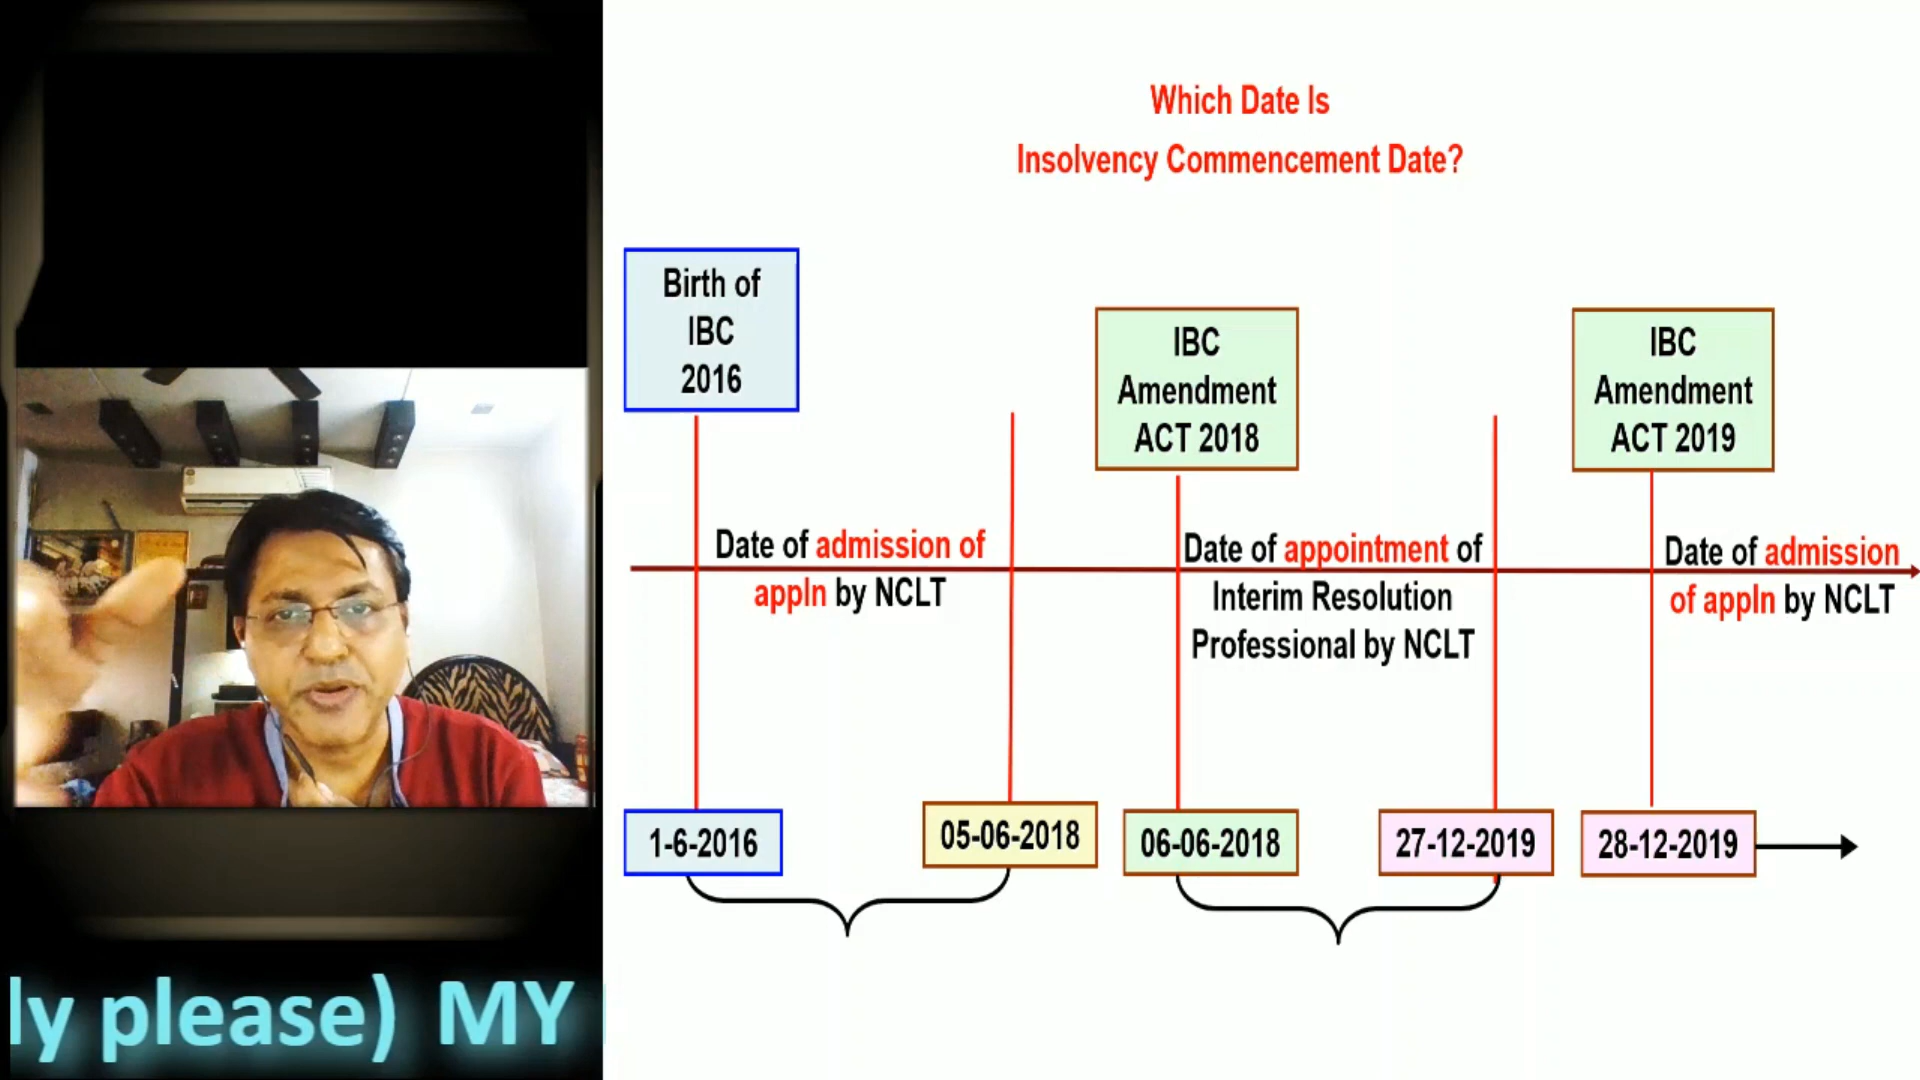 Which Date Is
Insolvency Commencement Date?
Birth of
IBC
2016
IBC
Amendment
ACT 2018
IBC
Amendment
ACT 2019
Date of admission of
appln by NCLT
Date of appointment of
Interim Resolution
Professional by NCLT
Date of admission
of appln by NCLT
1-6-2016
05-06-2018
06-06-2018
27-12-2019
28-12-2019
ly please) MY